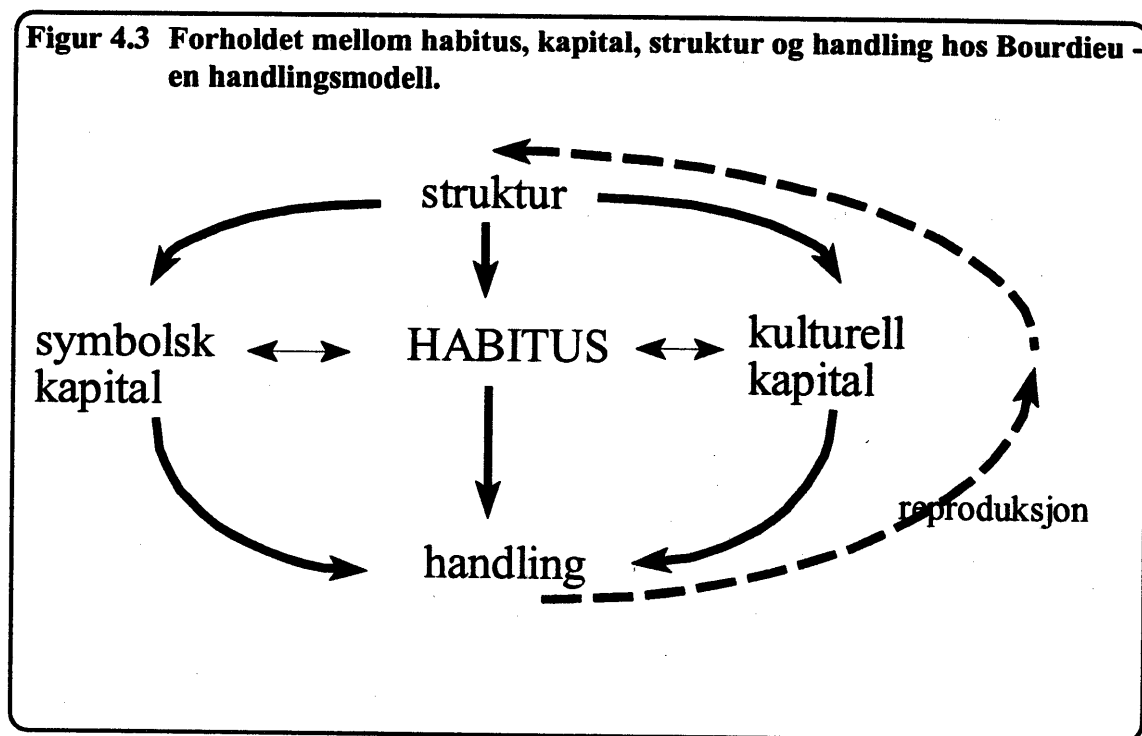 Figur 4.3 Forholdet mellom habitus, kapital, struktur og handling hos Bourdieu -
en handlingsmodell.
struktur
symbolsk
kapital
HABITUS
kulturell
kapital
reproduksjon
handling